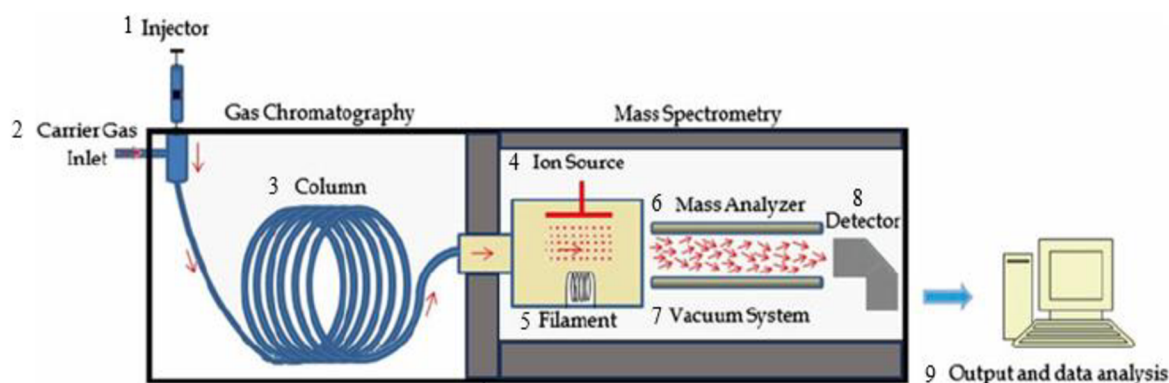 1 Injector
Gas Chromatography
Mass Spectrometry
2 Carrier Gas
Inlet
3 Column
4 Ion Source
5 Filament
6 Mass Analyzer
7 Vacuum System
8
Detector
9 Output and data analysis